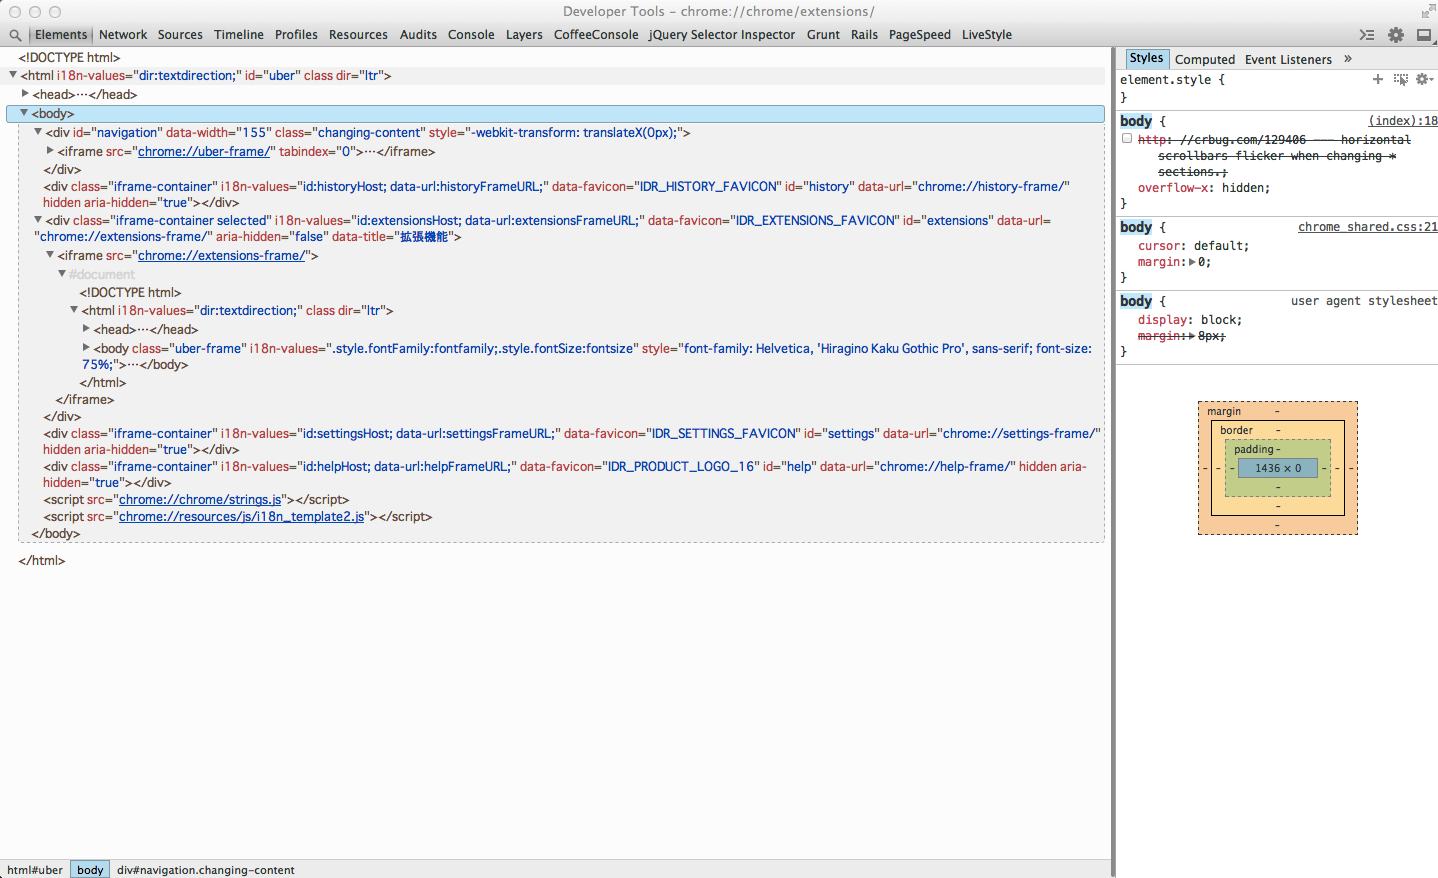 Developer Tools - chrome://chrome/extensions/
Elements Network Sources Timeline Profiles Resources Audits Console Layers CoffeeConsole jQuery Selector Inspector Grunt Rails PageSpeed LiveStyle
<!DOCTYPE html>
<html i18n-values="dir:textdirection;" id="uber" class dir="ltr">
<head>…</head>
<body>
<div id="navigation" data-width="155" class="changing-content" style="-webkit-transform: translateX(0px);">
<iframe src="chrome://uber-frame/" tabindex="0">…</iframe>
</div>
<div class="iframe-container" i18n-values="id:historyHost; data-url:historyFrameURL;" data-favicon="IDR_HISTORY_FAVICON" id="history" data-url="chrome://history-frame/"
hidden aria-hidden="true"></div>
<div class="iframe-container selected" i18n-values="id:extensionsHost; data-url:extensionsFrameURL;" data-favicon="IDR_EXTENSIONS_FAVICON" id="extensions" data-url=
"chrome://extensions-frame/" aria-hidden="false" data-title="拡張機能">
<iframe src="chrome://extensions-frame/">
#document
<!DOCTYPE html>
<html i18n-values="dir:textdirection;" class dir="ltr">
<head>…</head>
<body class="uber-frame" i18n-values=".style.fontFamily:fontfamily;.style.fontSize:fontsize" style="font-family: Helvetica, 'Hiragino Kaku Gothic Pro', sans-serif; font-size:
75%;">…</body>
</html>
</iframe>
</div>
<div class="iframe-container" i18n-values="id:settingsHost; data-url:settingsFrameURL;" data-favicon="IDR_SETTINGS_FAVICON" id="settings" data-url="chrome://settings-frame/"
hidden aria-hidden="true"></div>
<div class="iframe-container" i18n-values="id:helpHost; data-url:helpFrameURL;" data-favicon="IDR_PRODUCT_LOGO_16" id="help" data-url="chrome://help-frame/" hidden aria-
hidden="true"></div>
<script src="chrome://chrome/strings.js"></script>
<script src="chrome://resources/js/i18n_template2.js"></script>
</body>
</html>
html#uber body div#navigation.changing-content
Styles Computed Event Listeners »
element.style {
}
body { (index):18
http: //crbug.com/129406 --- horizontal
scrollbars flicker when changing *
sections.;
overflow-x: hidden;
}
body { chrome_shared.css:21
cursor: default;
margin: 0;
}
body { user agent stylesheet
display: block;
margin: 8px;
}
margin -
border -
padding -
- - - 1436 × 0 - - -
-
-
-